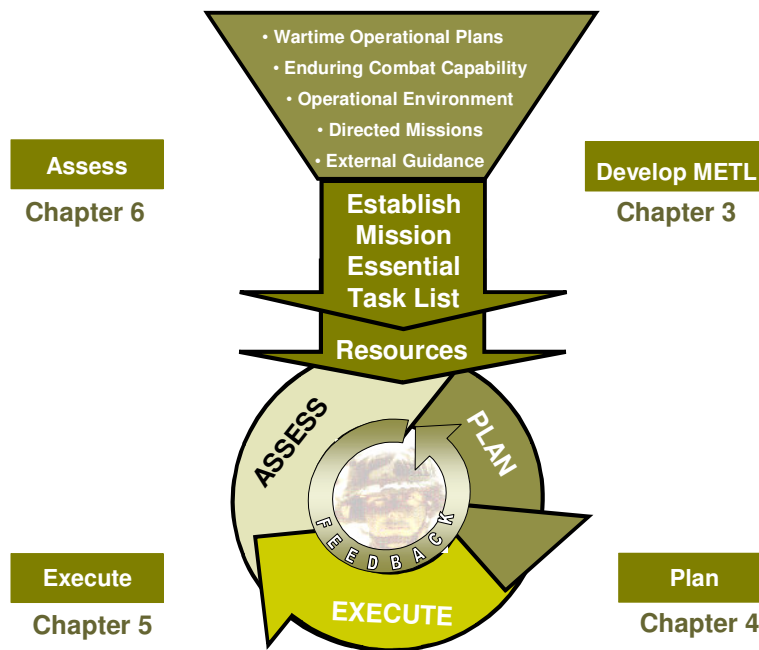 • Wartime Operational Plans
• Enduring Combat Capability
• Operational Environment
• Directed Missions
• External Guidance
Assess
Chapter 6
Develop METL
Chapter 3
Establish
Mission
Essential
Task List
Resources
ASSESS
PLAN
FEEDBACK
EXECUTE
Execute
Chapter 5
Plan
Chapter 4